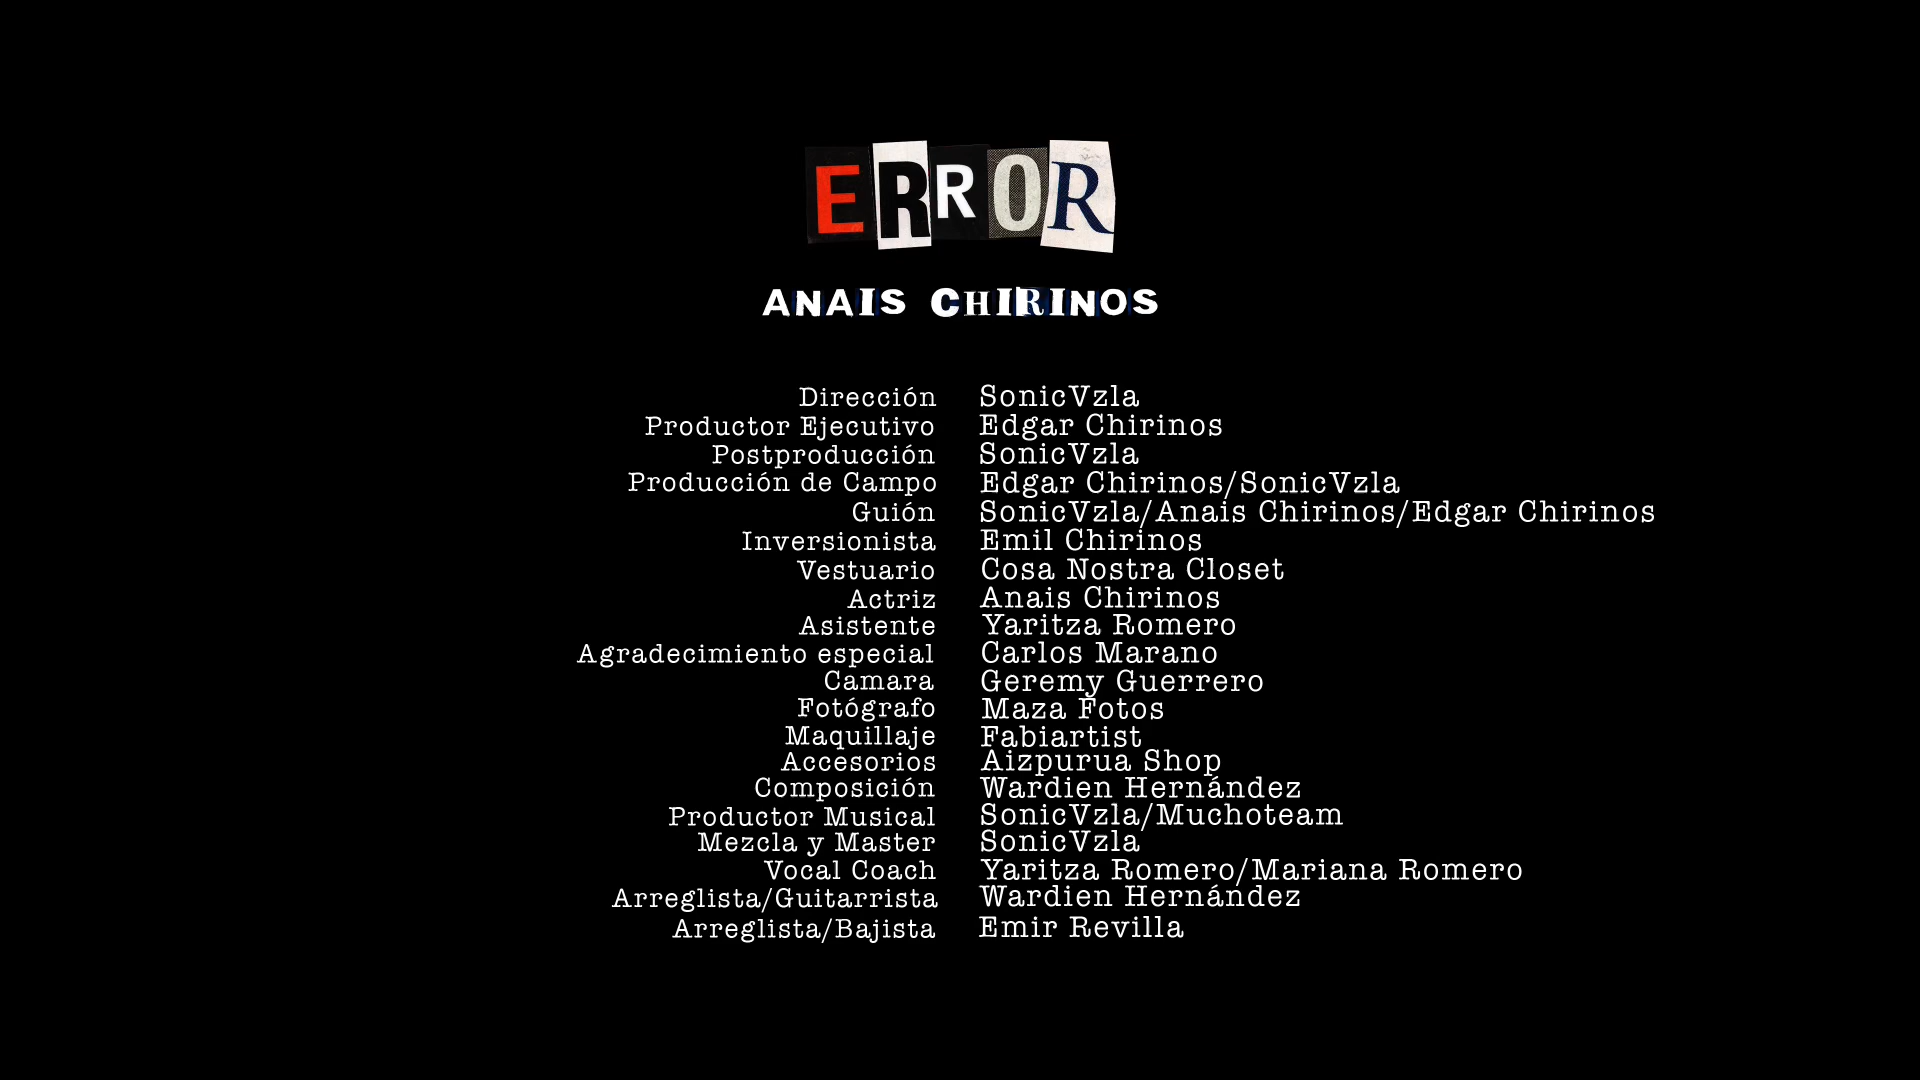 ERROR
ANAIS CHIRINOS
Dirección SonicVzla
Productor Ejecutivo Edgar Chirinos
Postproducción SonicVzla
Producción de Campo Edgar Chirinos/SonicVzla
Guión SonicVzla/Anais Chirinos/Edgar Chirinos
Inversionista Emil Chirinos
Vestuario Cosa Nostra Closet
Actriz Anais Chirinos
Asistente Yaritza Romero
Agradecimiento especial Carlos Marano
Camara Geremy Guerrero
Fotógrafo Maza Fotos
Maquillaje Fabiartist
Accesorios Aizpurua Shop
Composición Wardien Hernández
Productor Musical SonicVzla/Muchoteam
Mezcla y Master SonicVzla
Vocal Coach Yaritza Romero/Mariana Romero
Arreglista/Guitarrista Wardien Hernández
Arreglista/Bajista Emir Revilla